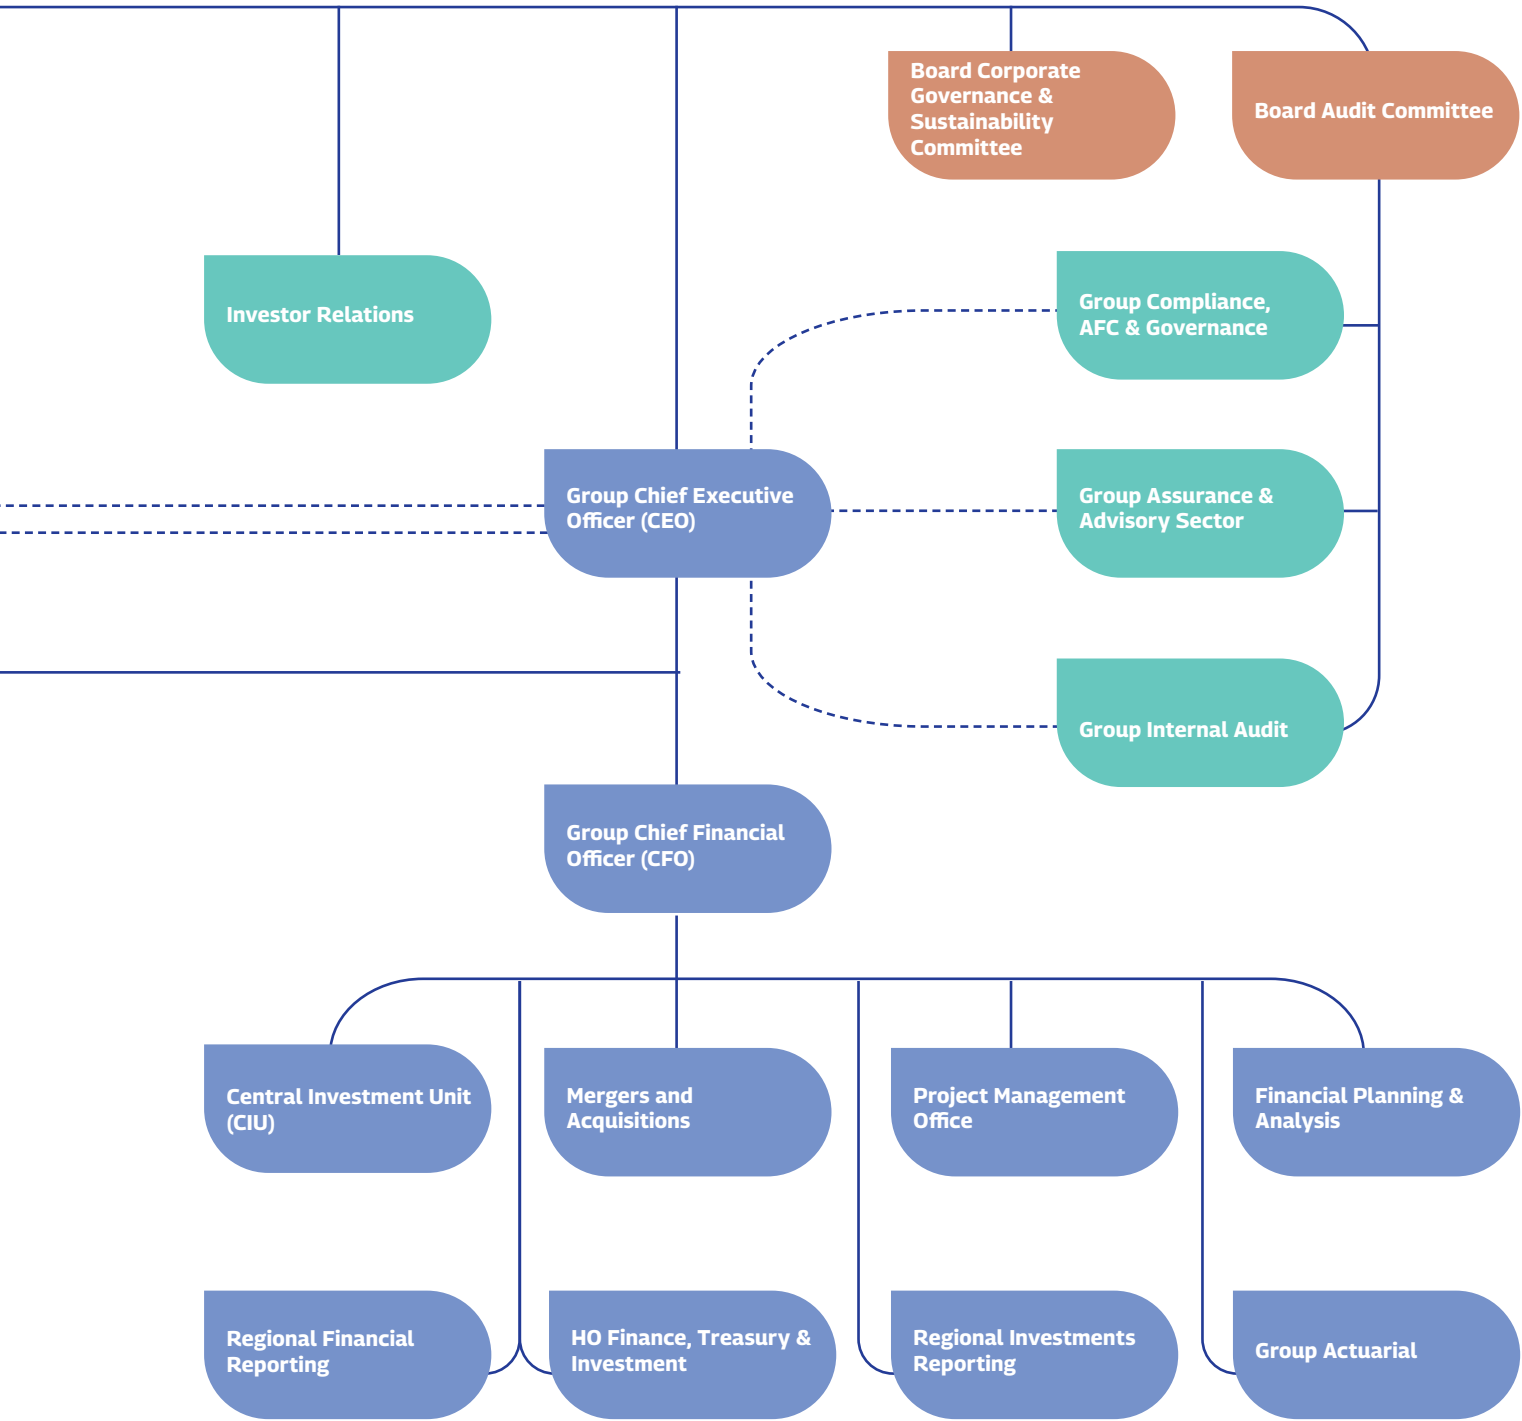 Board Corporate
Governance &
Sustainability
Committee
Board Audit Committee
Investor Relations
Group Compliance,
AFC & Governance
Group Chief Executive
Officer (CEO)
Group Assurance &
Advisory Sector
Group Internal Audit
Group Chief Financial
Officer (CFO)
Central Investment Unit
(CIU)
Mergers and
Acquisitions
Project Management
Office
Financial Planning &
Analysis
Regional Financial
Reporting
HO Finance, Treasury &
Investment
Regional Investments
Reporting
Group Actuarial